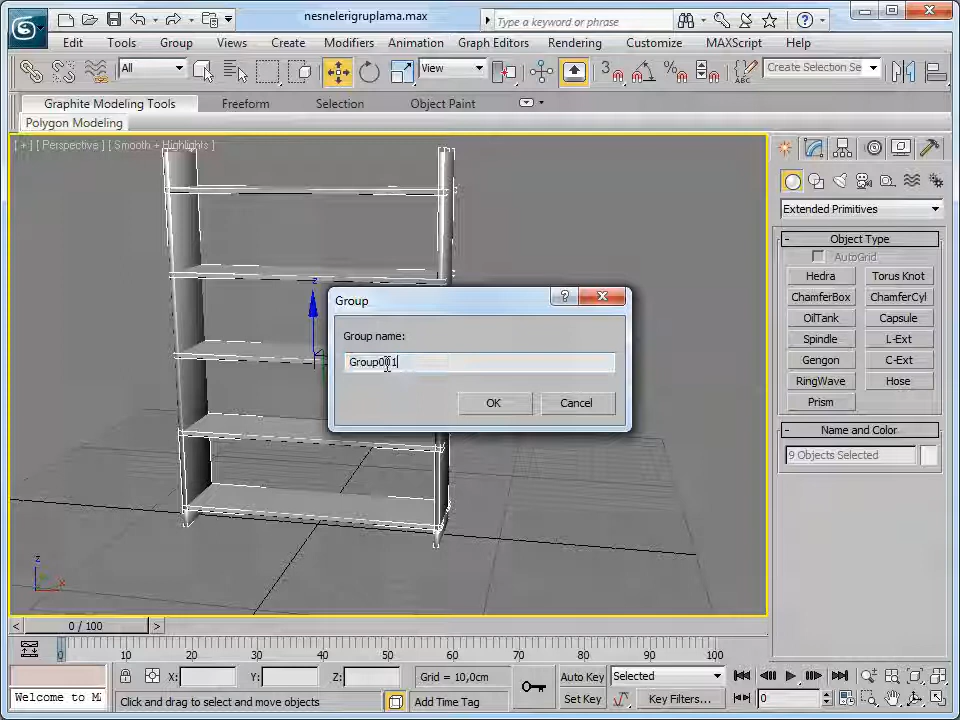 nesnelerigruplama.max
Type a keyword or phrase
Edit Tools Group Views Create Modifiers Animation Graph Editors Rendering Customize MAXScript Help
All
View
3
%
ABC
Create Selection Se
Graphite Modeling Tools Freeform Selection Object Paint
Polygon Modeling
[ + ] [ Perspective ] [ Smooth + Highlights ]
Extended Primitives
- Object Type
AutoGrid
Hedra Torus Knot
ChamferBox ChamferCyl
OilTank Capsule
Spindle L-Ext
Gengon C-Ext
RingWave Hose
Prism
- Name and Color
9 Objects Selected
z
Group
Group name:
Group001
OK Cancel
z
x
< 0 / 100 >
0 10 20 30 40 50 60 70 80 90 100
X: Y: Z: Grid = 10,0cm
Auto Key Selected
Welcome to MA
Click and drag to select and move objects
Add Time Tag
Set Key Key Filters...
0